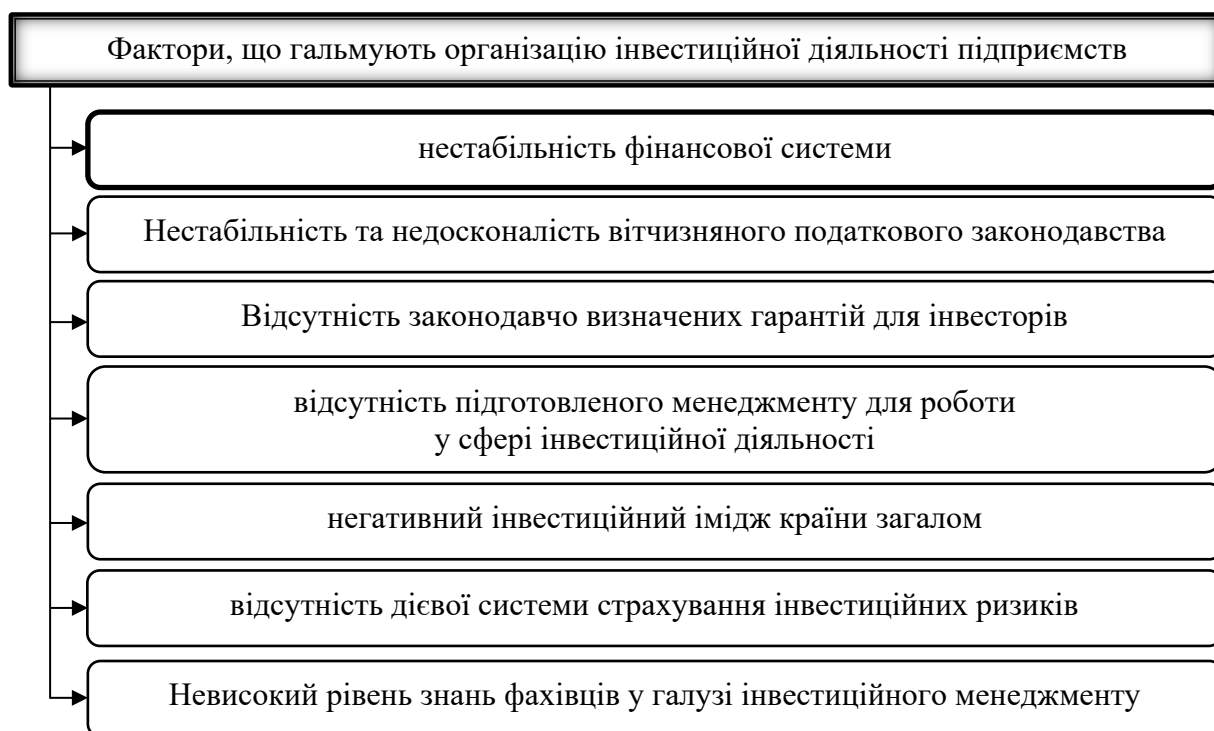 Фактори, що гальмують організацію інвестиційної діяльності підприємств
нестабільність фінансової системи
Нестабільність та недосконалість вітчизняного податкового законодавства
Відсутність законодавчо визначених гарантій для інвесторів
відсутність підготовленого менеджменту для роботи
у сфері інвестиційної діяльності
негативний інвестиційний імідж країни загалом
відсутність дієвої системи страхування інвестиційних ризиків
Невисокий рівень знань фахівців у галузі інвестиційного менеджменту